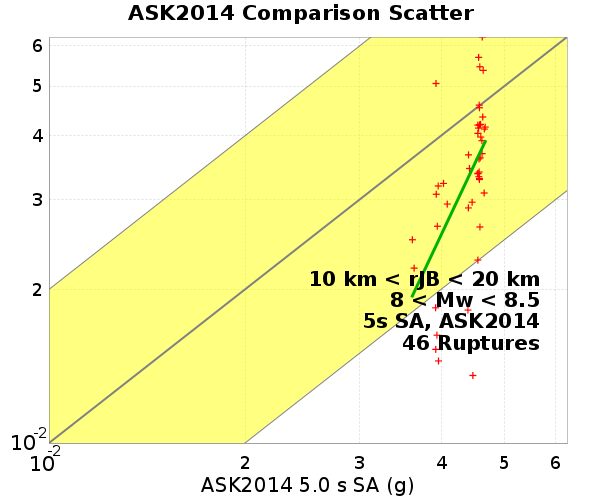 ASK2014 Comparison Scatter
6
5
4
3
2
10-2
10 km < rJB < 20 km
8 < Mw < 8.5
5s SA, ASK2014
46 Ruptures
10-2 2 3 4 5 6
ASK2014 5.0 s SA (g)